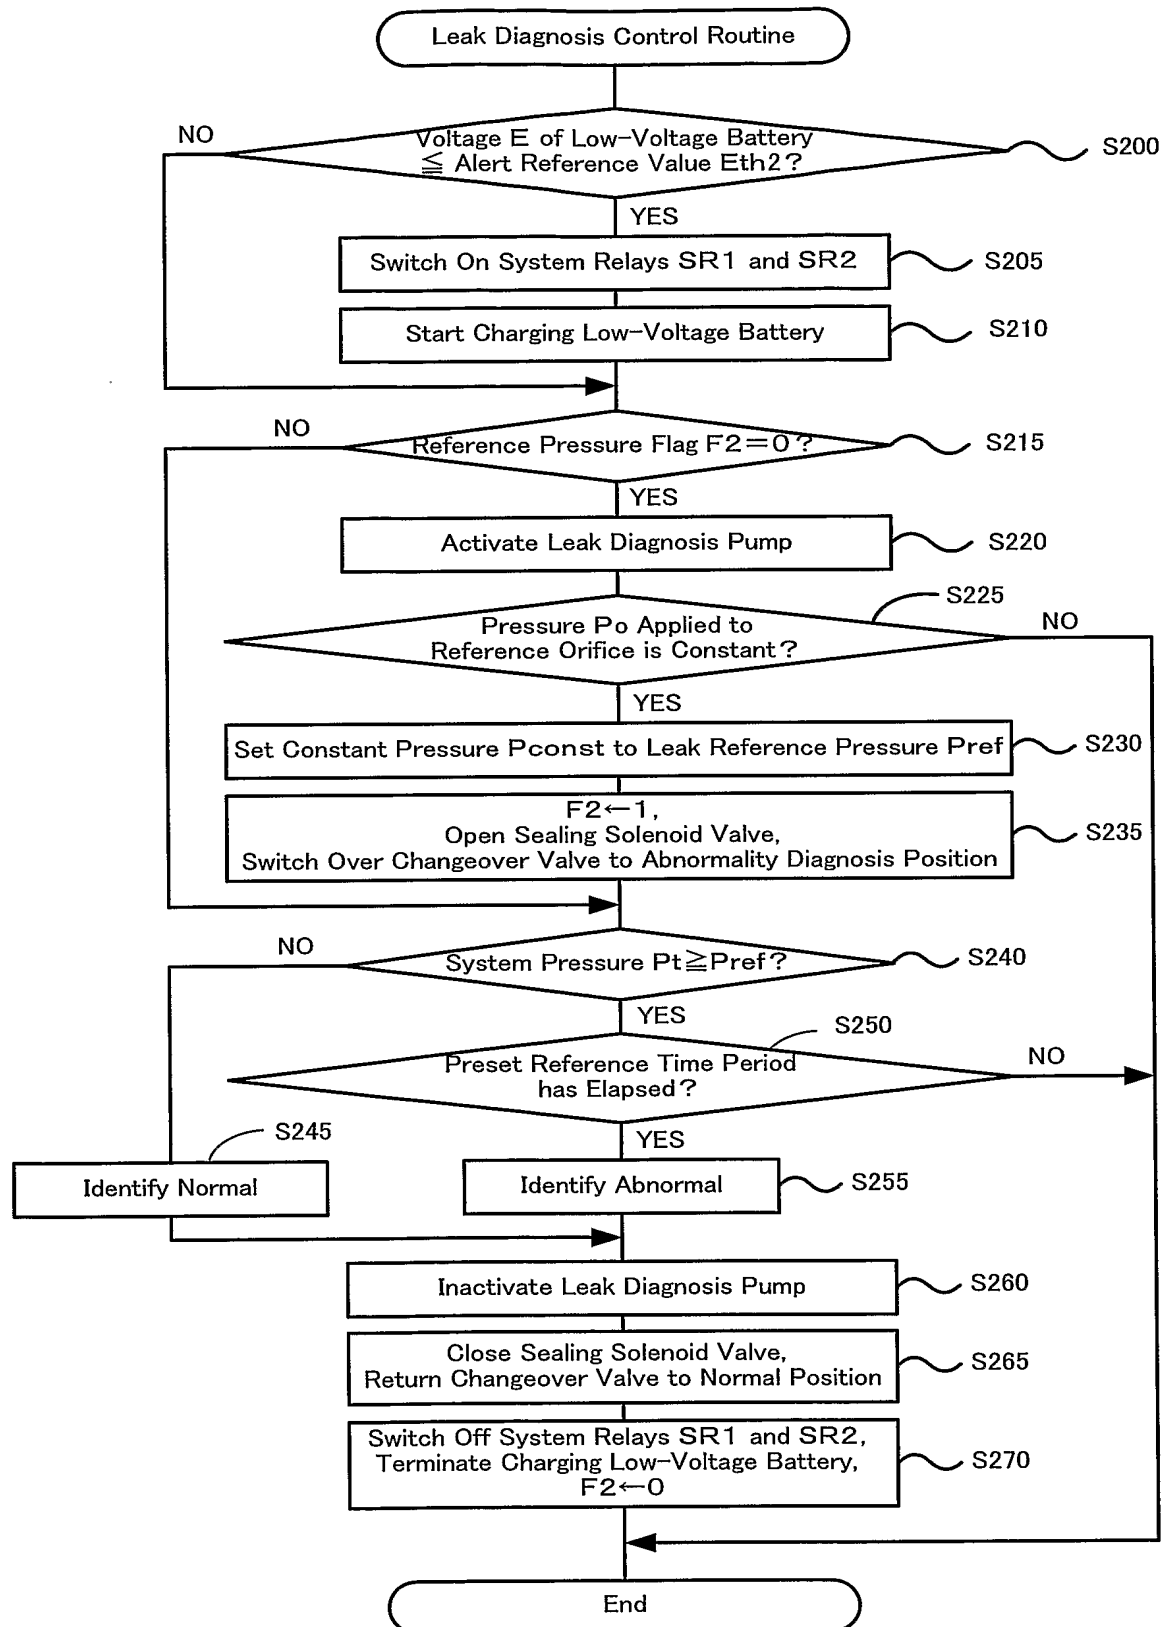 Leak Diagnosis Control Routine
NO
Voltage E of Low-Voltage Battery
≦ Alert Reference Value Eth2?
S200
YES
Switch On System Relays SR1 and SR2
S205
Start Charging Low-Voltage Battery
S210
NO
Reference Pressure Flag F2=0?
S215
YES
Activate Leak Diagnosis Pump
S220
S225
Pressure Po Applied to
Reference Orifice is Constant?
NO
YES
Set Constant Pressure Pconst to Leak Reference Pressure Pref
S230
F2←1,
Open Sealing Solenoid Valve,
Switch Over Changeover Valve to Abnormality Diagnosis Position
S235
NO
System Pressure Pt≧Pref?
S240
YES
S250
Preset Reference Time Period
has Elapsed?
NO
S245
YES
Identify Normal
Identify Abnormal
S255
Inactivate Leak Diagnosis Pump
S260
Close Sealing Solenoid Valve,
Return Changeover Valve to Normal Position
S265
Switch Off System Relays SR1 and SR2,
Terminate Charging Low-Voltage Battery,
F2←0
S270
End